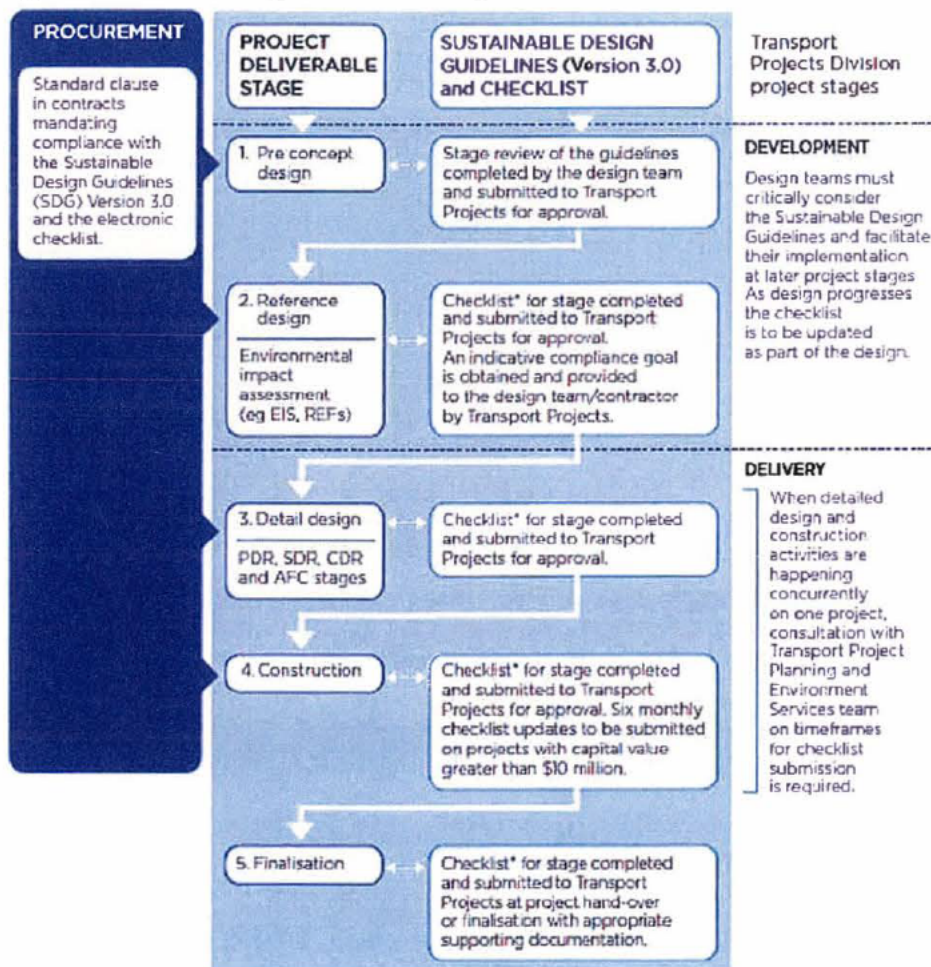 PROCUREMENT
Standard clause
in contracts
mandating
compliance with
the Sustainable
Design Guidelines
(SDG) Version 3.0
and the electronic
checklist.
PROJECT
DELIVERABLE
STAGE
SUSTAINABLE DESIGN
GUIDELINES (Version 3.0)
and CHECKLIST
Transport
Projects Division
project stages
1. Pre concept
design
Stage review of the guidelines
completed by the design team
and submitted to Transport
Projects for approval.
DEVELOPMENT
Design teams must
critically consider
the Sustainable Design
Guidelines and facilitate
their implementation
at later project stages
As design progresses
the checklist
is to be updated
as part of the design.
2. Reference
design
Environmental
impact
assessment
(eg EIS, REFs)
Checklist* for stage completed
and submitted to Transport
Projects for approval.
An indicative compliance goal
is obtained and provided
to the design team/contractor
by Transport Projects.
DELIVERY
When detailed
design and
construction
activities are
happening
concurrently
on one project,
consultation with
Transport Project
Planning and
Environment
Services team
on timeframes
for checklist
submission
is required.
3. Detail design
PDR, SDR, CDR
and AFC stages
Checklist* for stage completed
and submitted to Transport
Projects for approval.
4. Construction
Checklist* for stage completed
and submitted to Transport
Projects for approval. Six monthly
checklist updates to be submitted
on projects with capital value
greater than $10 million.
5. Finalisation
Checklist* for stage completed
and submitted to Transport
Projects at project hand-over
or finalisation with appropriate
supporting documentation.